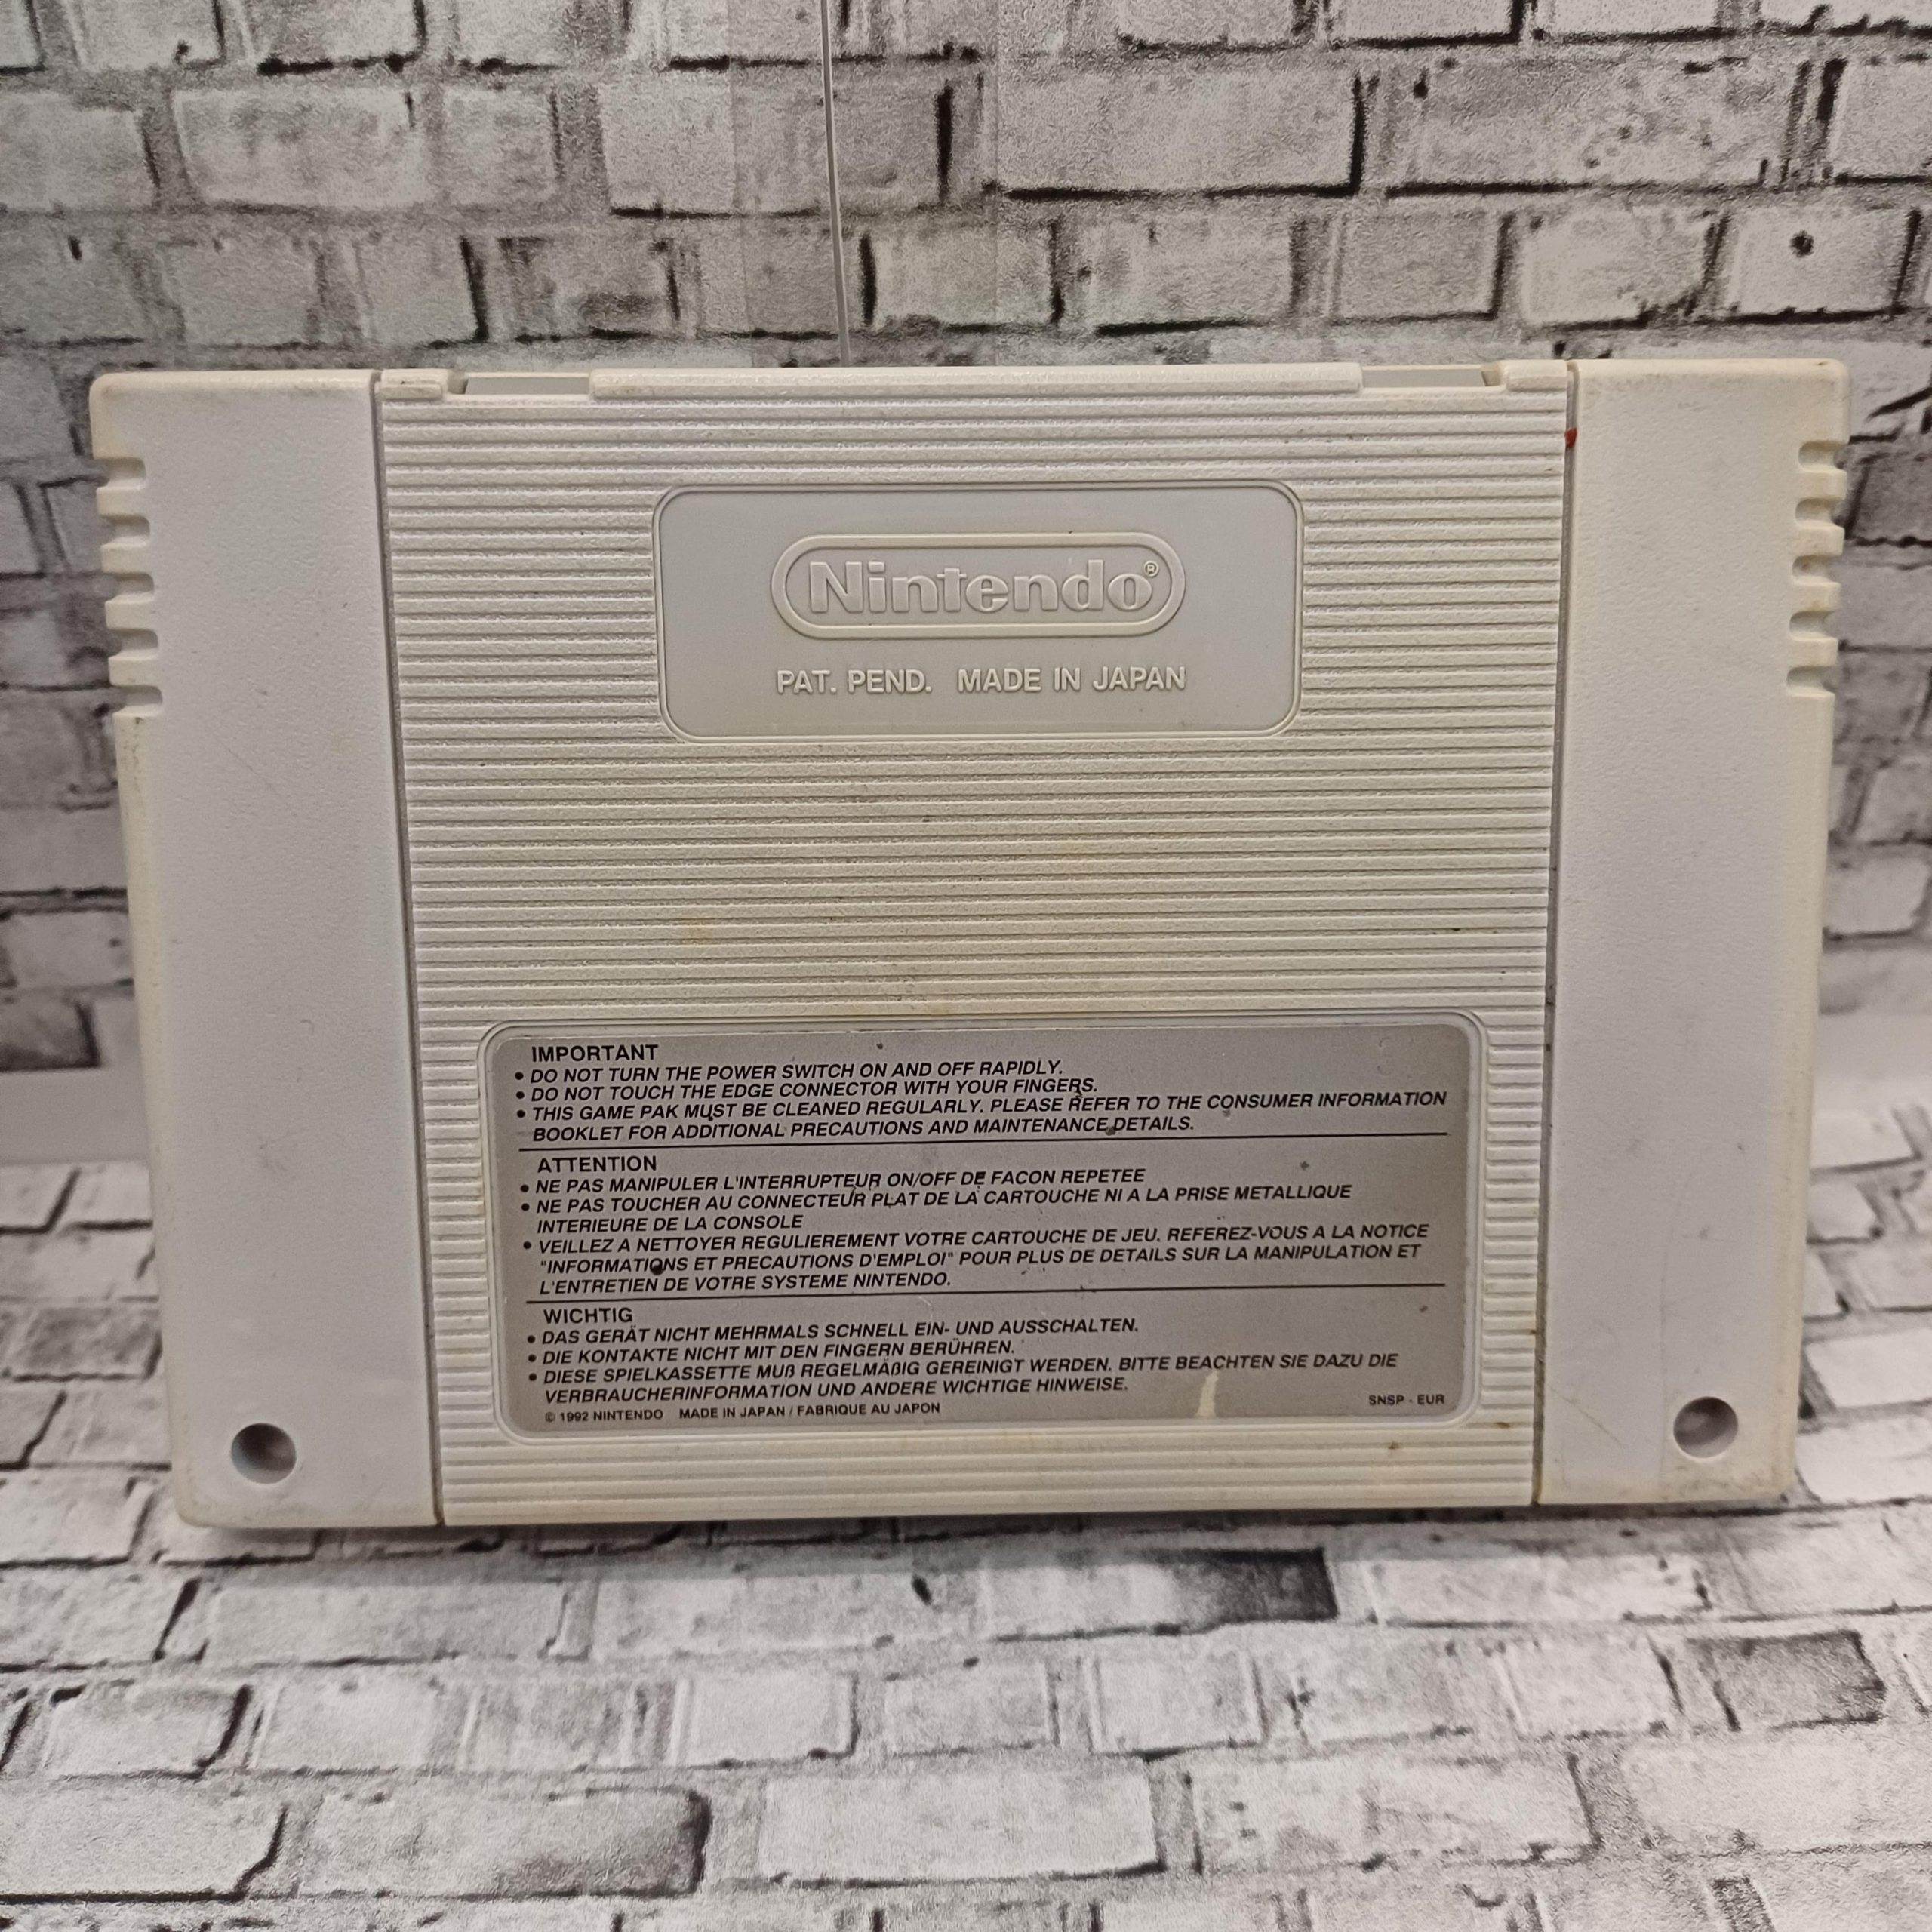 Nintendo®
PAT. PEND. MADE IN JAPAN
IMPORTANT
• DO NOT TURN THE POWER SWITCH ON AND OFF RAPIDLY.
• DO NOT TOUCH THE EDGE CONNECTOR WITH YOUR FINGERS.
• THIS GAME PAK MUST BE CLEANED REGULARLY. PLEASE REFER TO THE CONSUMER INFORMATION
BOOKLET FOR ADDITIONAL PRECAUTIONS AND MAINTENANCE DETAILS.
ATTENTION
• NE PAS MANIPULER L'INTERRUPTEUR ON/OFF DE FACON REPETEE
• NE PAS TOUCHER AU CONNECTEUR PLAT DE LA CARTOUCHE NI A LA PRISE METALLIQUE
INTERIEURE DE LA CONSOLE
• VEILLEZ A NETTOYER REGULIEREMENT VOTRE CARTOUCHE DE JEU. REFEREZ-VOUS A LA NOTICE
"INFORMATIONS ET PRECAUTIONS D'EMPLOI" POUR PLUS DE DETAILS SUR LA MANIPULATION ET
L'ENTRETIEN DE VOTRE SYSTEME NINTENDO.
WICHTIG
• DAS GERÄT NICHT MEHRMALS SCHNELL EIN- UND AUSSCHALTEN.
• DIE KONTAKTE NICHT MIT DEN FINGERN BERÜHREN.
• DIESE SPIELKASSETTE MUß REGELMÄßIG GEREINIGT WERDEN. BITTE BEACHTEN SIE DAZU DIE
VERBRAUCHERINFORMATION UND ANDERE WICHTIGE HINWEISE.
© 1992 NINTENDO MADE IN JAPAN / FABRIQUE AU JAPON
SNSP - EUR